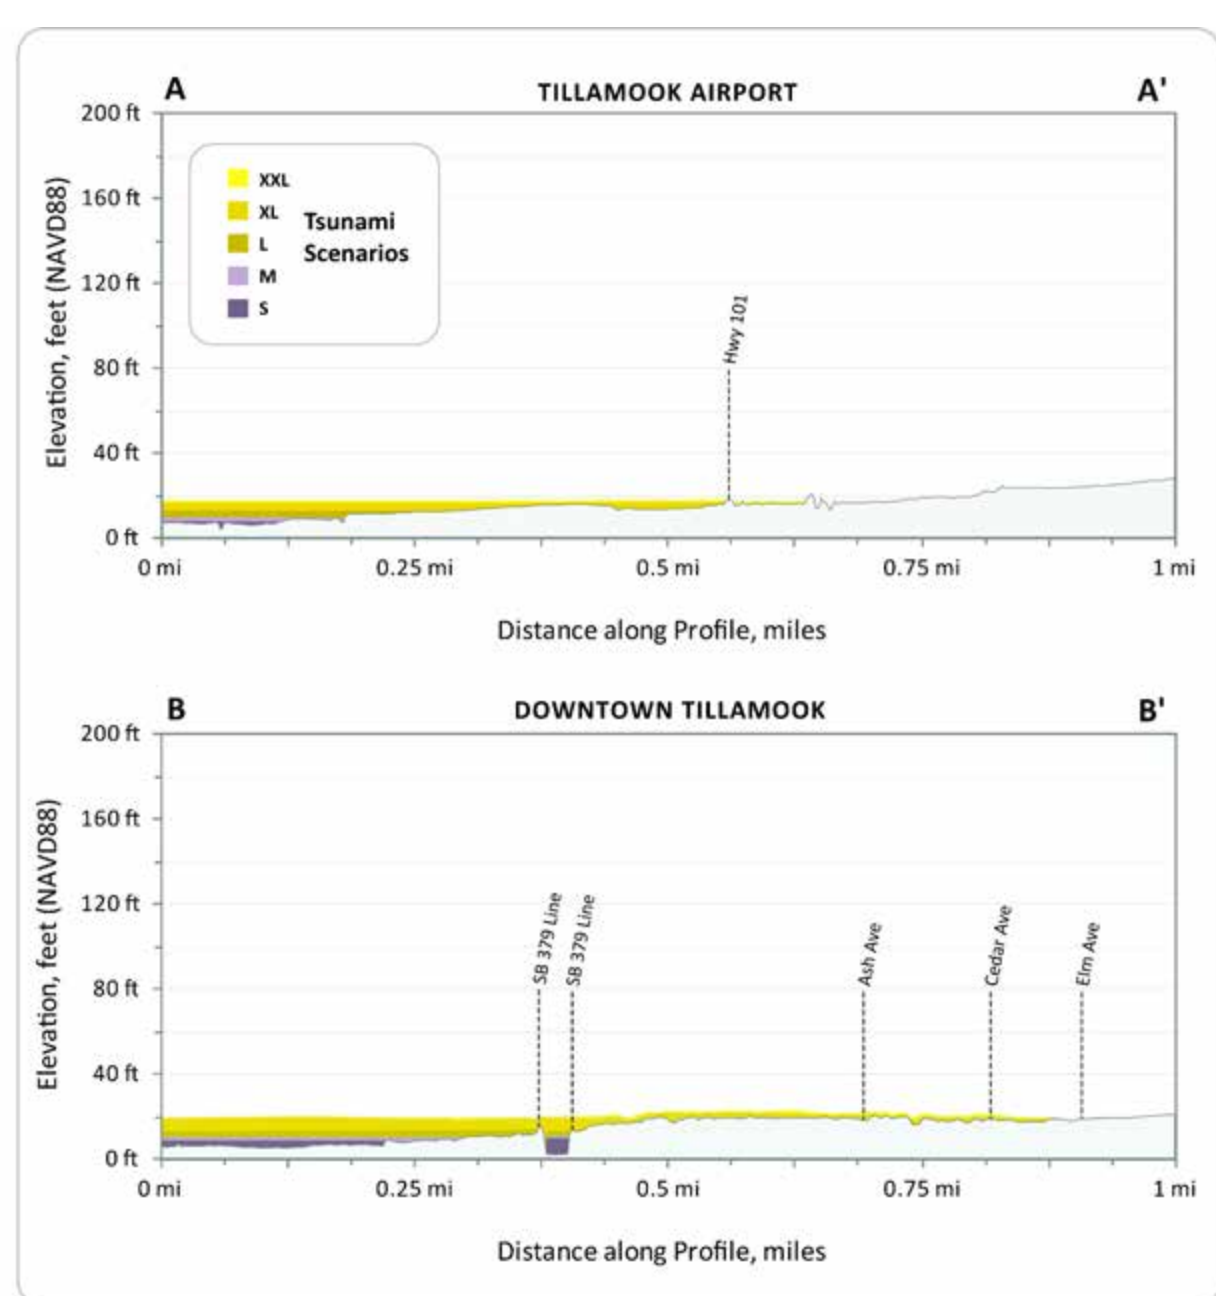 A
TILLAMOOK AIRPORT
A'
200 ft
160 ft
120 ft
80 ft
40 ft
0 ft
Elevation, feet (NAVD88)
XXL
XL
L
M
S
Tsunami
Scenarios
Hwy 101
0 mi
0.25 mi
0.5 mi
0.75 mi
1 mi
Distance along Profile, miles
B
DOWNTOWN TILLAMOOK
B'
200 ft
160 ft
120 ft
80 ft
40 ft
0 ft
Elevation, feet (NAVD88)
SB 379 Line
SB 379 Line
Ash Ave
Cedar Ave
Elm Ave
0 mi
0.25 mi
0.5 mi
0.75 mi
1 mi
Distance along Profile, miles